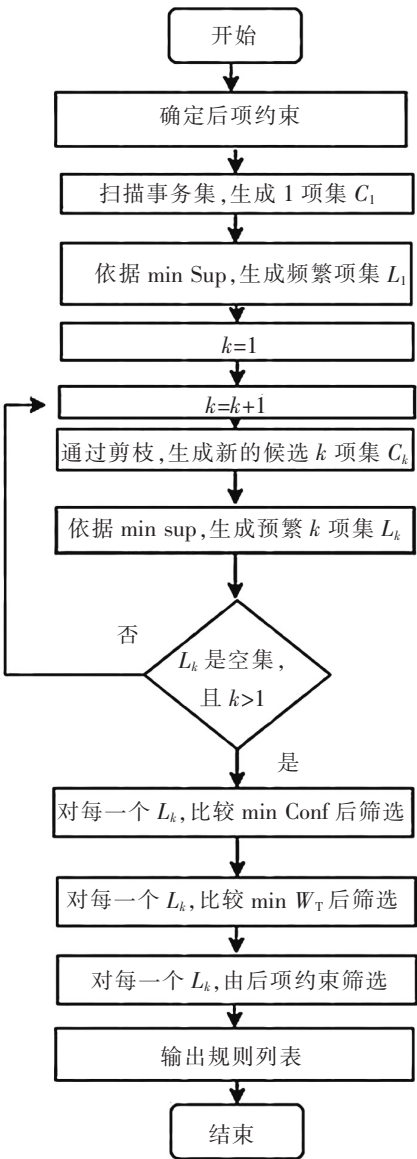 开始
确定后项约束
扫描事务集,生成 1 项集 C₁
依据 min Sup,生成频繁项集 L₁
k=1
k=k+1
通过剪枝,生成新的候选 k 项集 Cₖ
依据 min sup,生成预繁 k 项集 Lₖ
否
Lₖ 是空集,
且 k>1
是
对每一个 Lₖ,比较 min Conf 后筛选
对每一个 Lₖ,比较 min W_T 后筛选
对每一个 Lₖ,由后项约束筛选
输出规则列表
结束